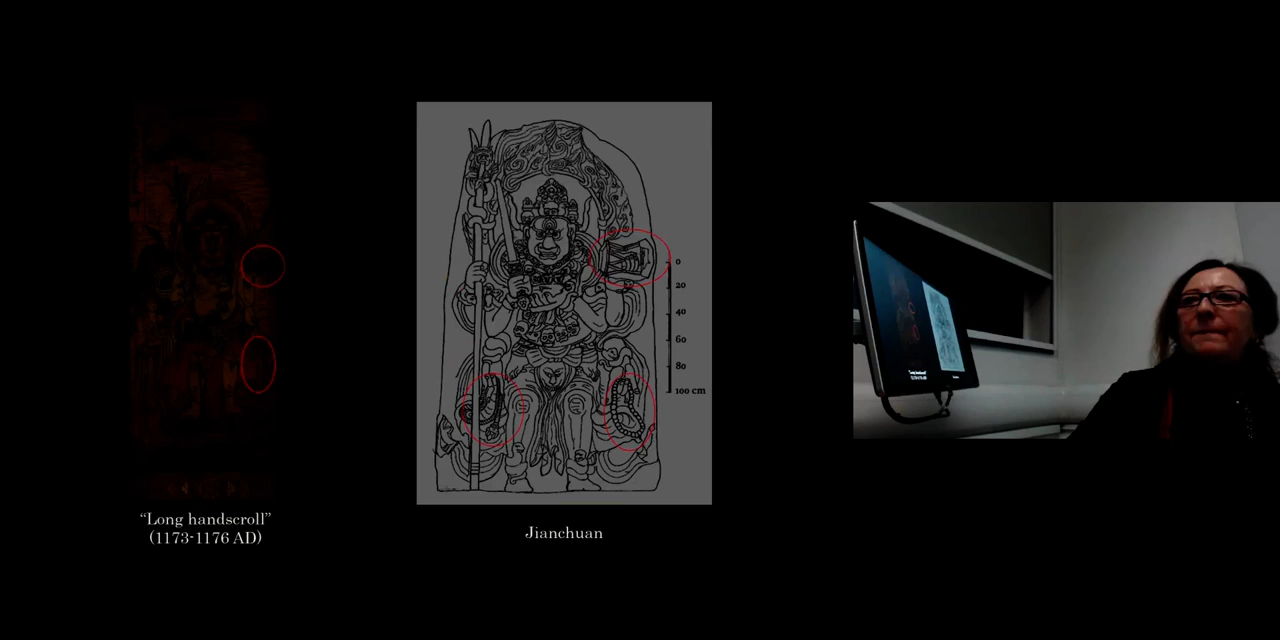 0
20
40
60
80
100 cm
“Long handscroll”
(1173-1176 AD)
Jianchuan